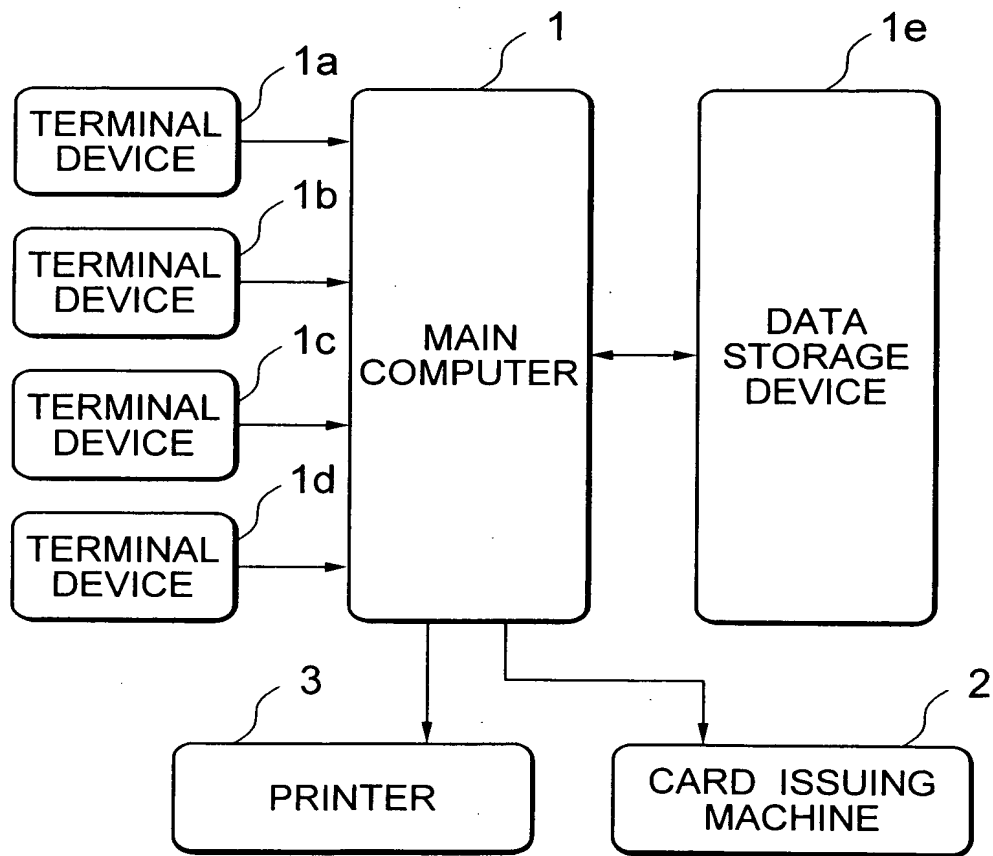 1
1e
1a
TERMINAL
DEVICE
1b
TERMINAL
DEVICE
1c
TERMINAL
DEVICE
1d
TERMINAL
DEVICE
MAIN
COMPUTER
DATA
STORAGE
DEVICE
3
PRINTER
2
CARD ISSUING
MACHINE